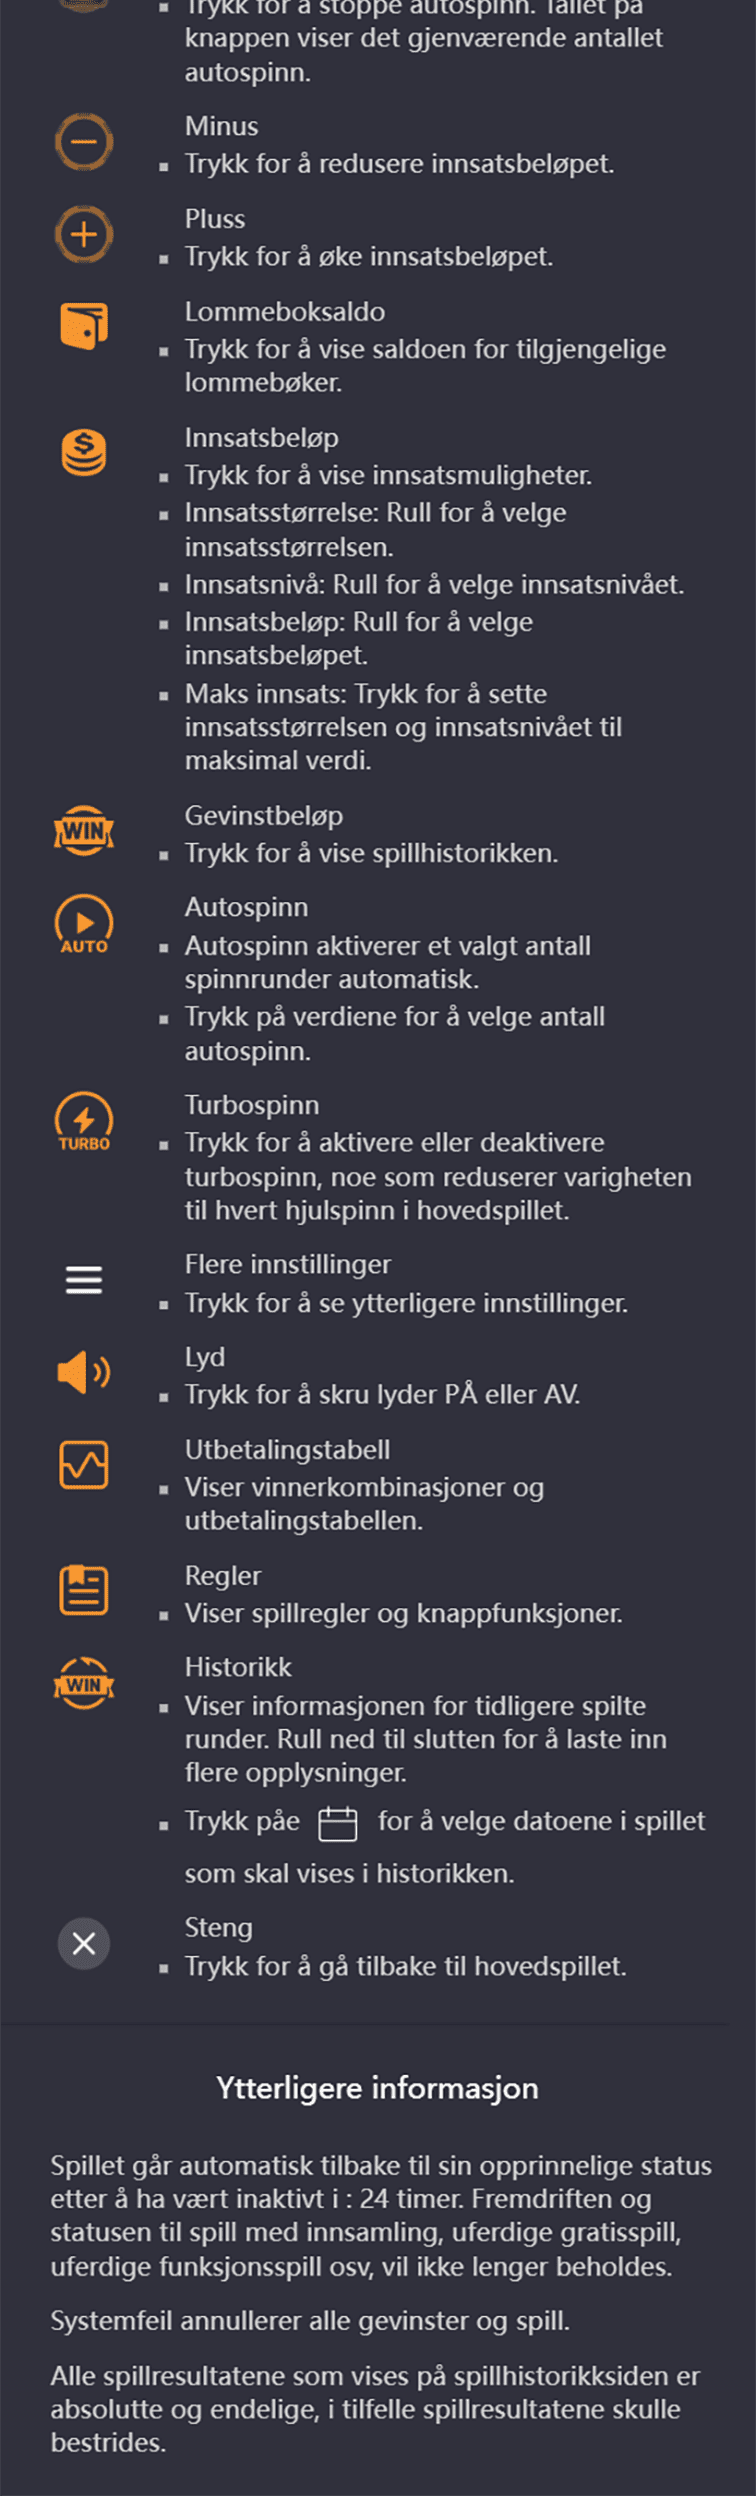 Trykk for å stoppe autospinn. Tallet på
knappen viser det gjenværende antallet
autospinn.
Minus
Trykk for å redusere innsatsbeløpet.
Pluss
Trykk for å øke innsatsbeløpet.
Lommeboksaldo
Trykk for å vise saldoen for tilgjengelige
lommebøker.
$
Innsatsbeløp
Trykk for å vise innsatsmuligheter.
Innsatsstørrelse: Rull for å velge
innsatsstørrelsen.
Innsatsnivå: Rull for å velge innsatsnivået.
Innsatsbeløp: Rull for å velge
innsatsbeløpet.
Maks innsats: Trykk for å sette
innsatsstørrelsen og innsatsnivået til
maksimal verdi.
WIN
Gevinstbeløp
Trykk for å vise spillhistorikken.
AUTO
Autospinn
Autospinn aktiverer et valgt antall
spinnrunder automatisk.
Trykk på verdiene for å velge antall
autospinn.
TURBO
Turbospinn
Trykk for å aktivere eller deaktivere
turbospinn, noe som reduserer varigheten
til hvert hjulspinn i hovedspillet.
Flere innstillinger
Trykk for å se ytterligere innstillinger.
Lyd
Trykk for å skru lyder PÅ eller AV.
Utbetalingstabell
Viser vinnerkombinasjoner og
utbetalingstabellen.
Regler
Viser spillregler og knappfunksjoner.
WIN
Historikk
Viser informasjonen for tidligere spilte
runder. Rull ned til slutten for å laste inn
flere opplysninger.
Trykk påe for å velge datoene i spillet
som skal vises i historikken.
Steng
Trykk for å gå tilbake til hovedspillet.
Ytterligere informasjon
Spillet går automatisk tilbake til sin opprinnelige status
etter å ha vært inaktivt i : 24 timer. Fremdriften og
statusen til spill med innsamling, uferdige gratisspill,
uferdige funksjonsspill osv, vil ikke lenger beholdes.
Systemfeil annullerer alle gevinster og spill.
Alle spillresultatene som vises på spillhistorikksiden er
absolutte og endelige, i tilfelle spillresultatene skulle
bestrides.